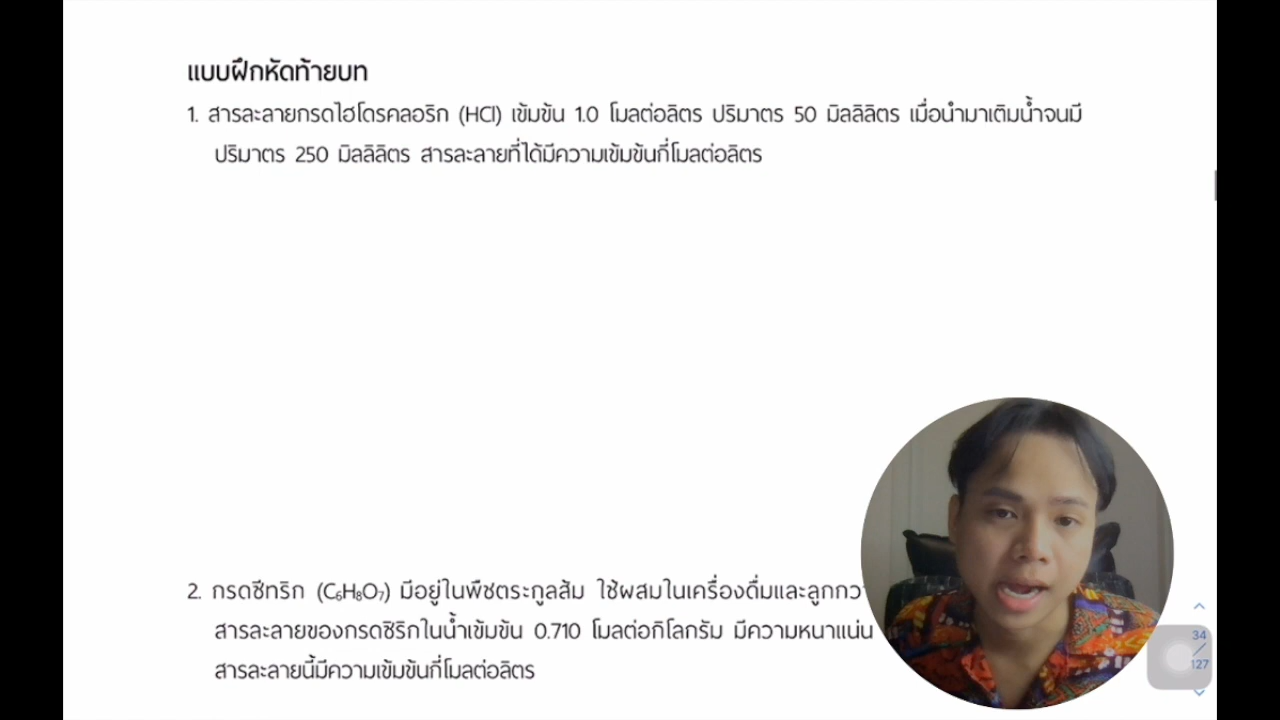 แบบฝึกหัดท้ายบท
1. สารละลายกรดไฮโดรคลอริก (HCl) เข้มข้น 1.0 โมลต่อลิตร ปริมาตร 50 มิลลิลิตร เมื่อนำมาเติมน้ำจนมี
ปริมาตร 250 มิลลิลิตร สารละลายที่ได้มีความเข้มข้นกี่โมลต่อลิตร
2. กรดซีทริก (C₆H₈O₇) มีอยู่ในพืชตระกูลส้ม ใช้ผสมในเครื่องดื่มและ
สารละลายของกรดซิริกในน้ำเข้มข้น 0.710 โมลต่อกิโลกรัม มีความหนาแน่น
สารละลายนี้มีความเข้มข้นกี่โมลต่อลิตร
34
/
127